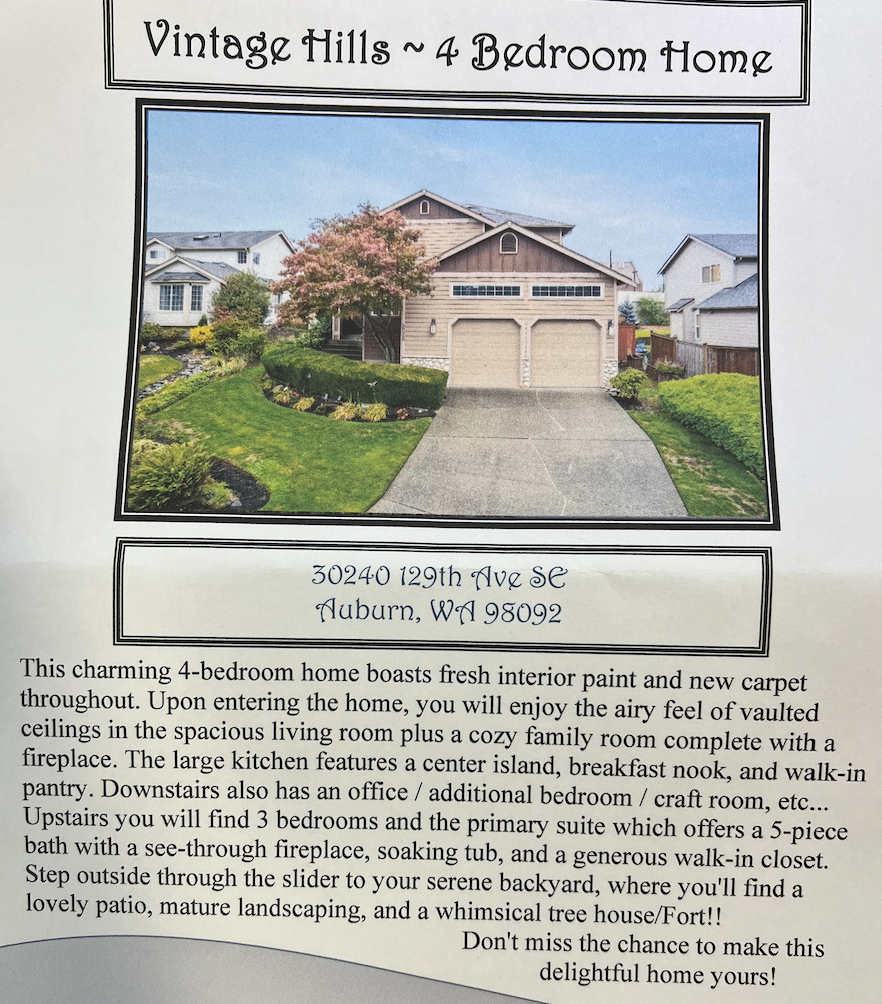 Vintage Hills ~ 4 Bedroom Home
30240 129th Ave SE
Auburn, WA 98092
This charming 4-bedroom home boasts fresh interior paint and new carpet
throughout. Upon entering the home, you will enjoy the airy feel of vaulted
ceilings in the spacious living room plus a cozy family room complete with a
fireplace. The large kitchen features a center island, breakfast nook, and walk-in
pantry. Downstairs also has an office / additional bedroom / craft room, etc...
Upstairs you will find 3 bedrooms and the primary suite which offers a 5-piece
bath with a see-through fireplace, soaking tub, and a generous walk-in closet.
Step outside through the slider to your serene backyard, where you'll find a
lovely patio, mature landscaping, and a whimsical tree house/Fort!!
Don't miss the chance to make this
delightful home yours!